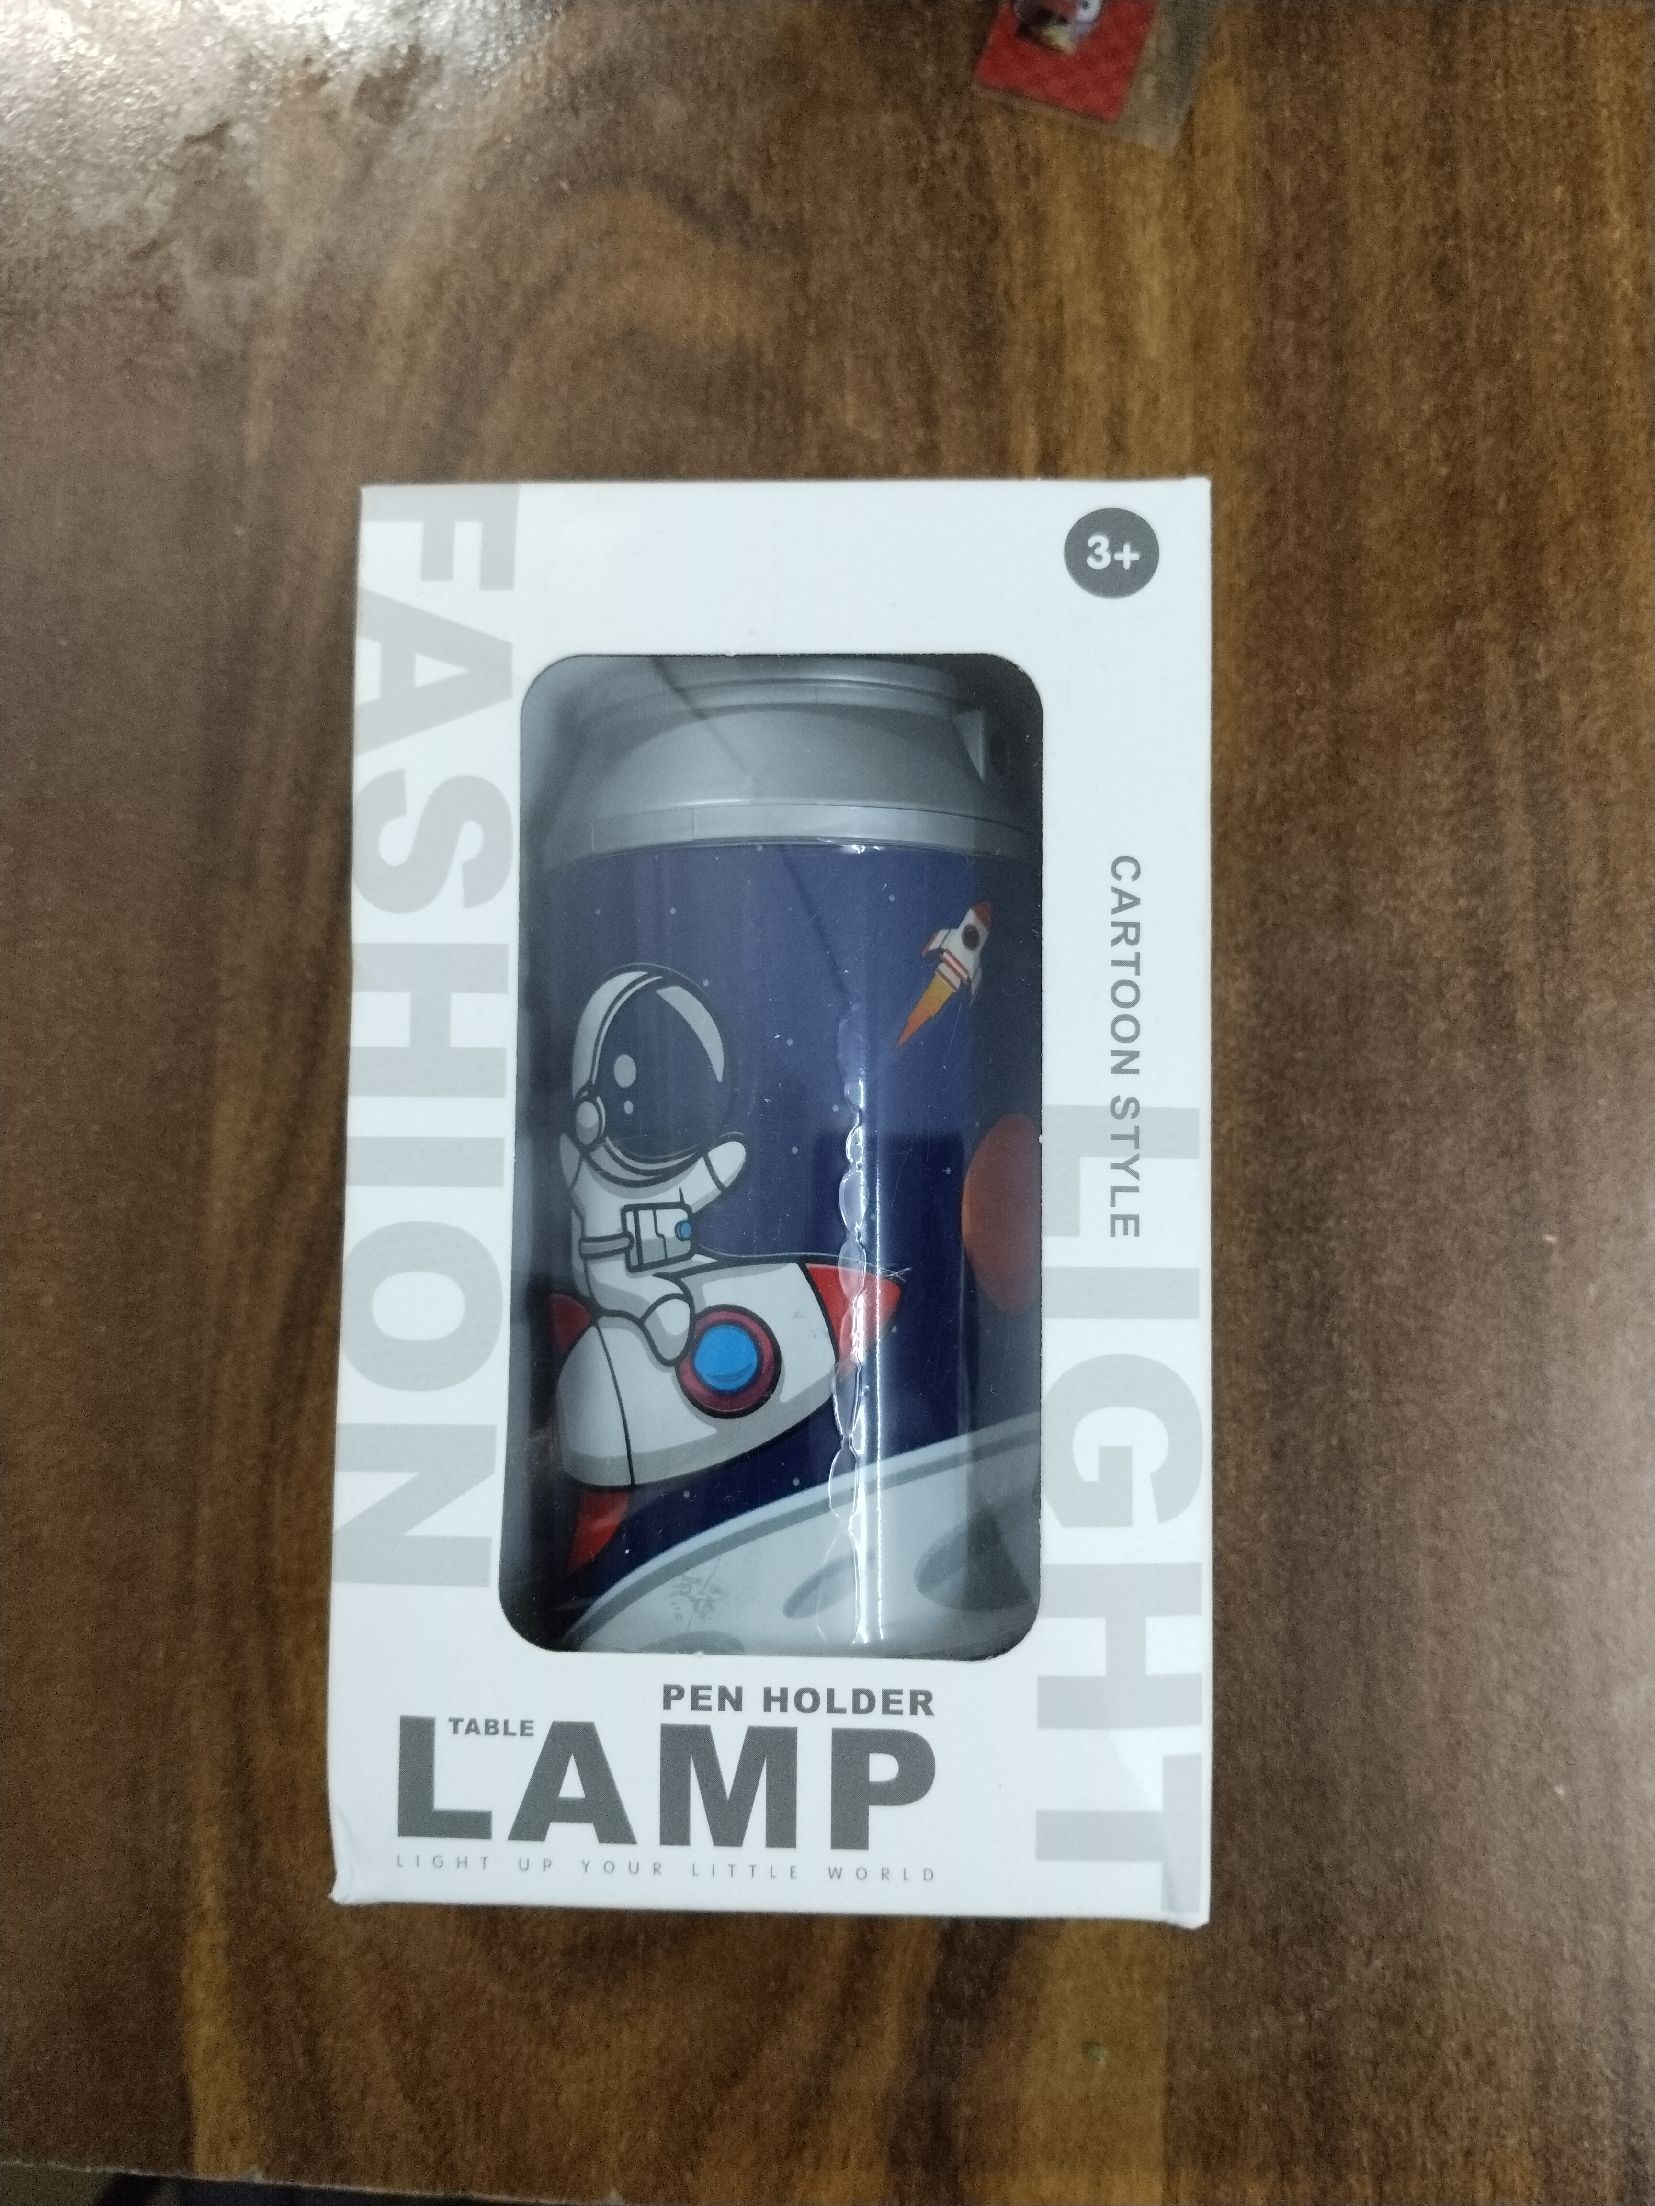 3+
FASHION
CARTOON STYLE
LIGHT
PEN HOLDER
TABLE
LAMP
LIGHT UP YOUR LITTLE WORLD